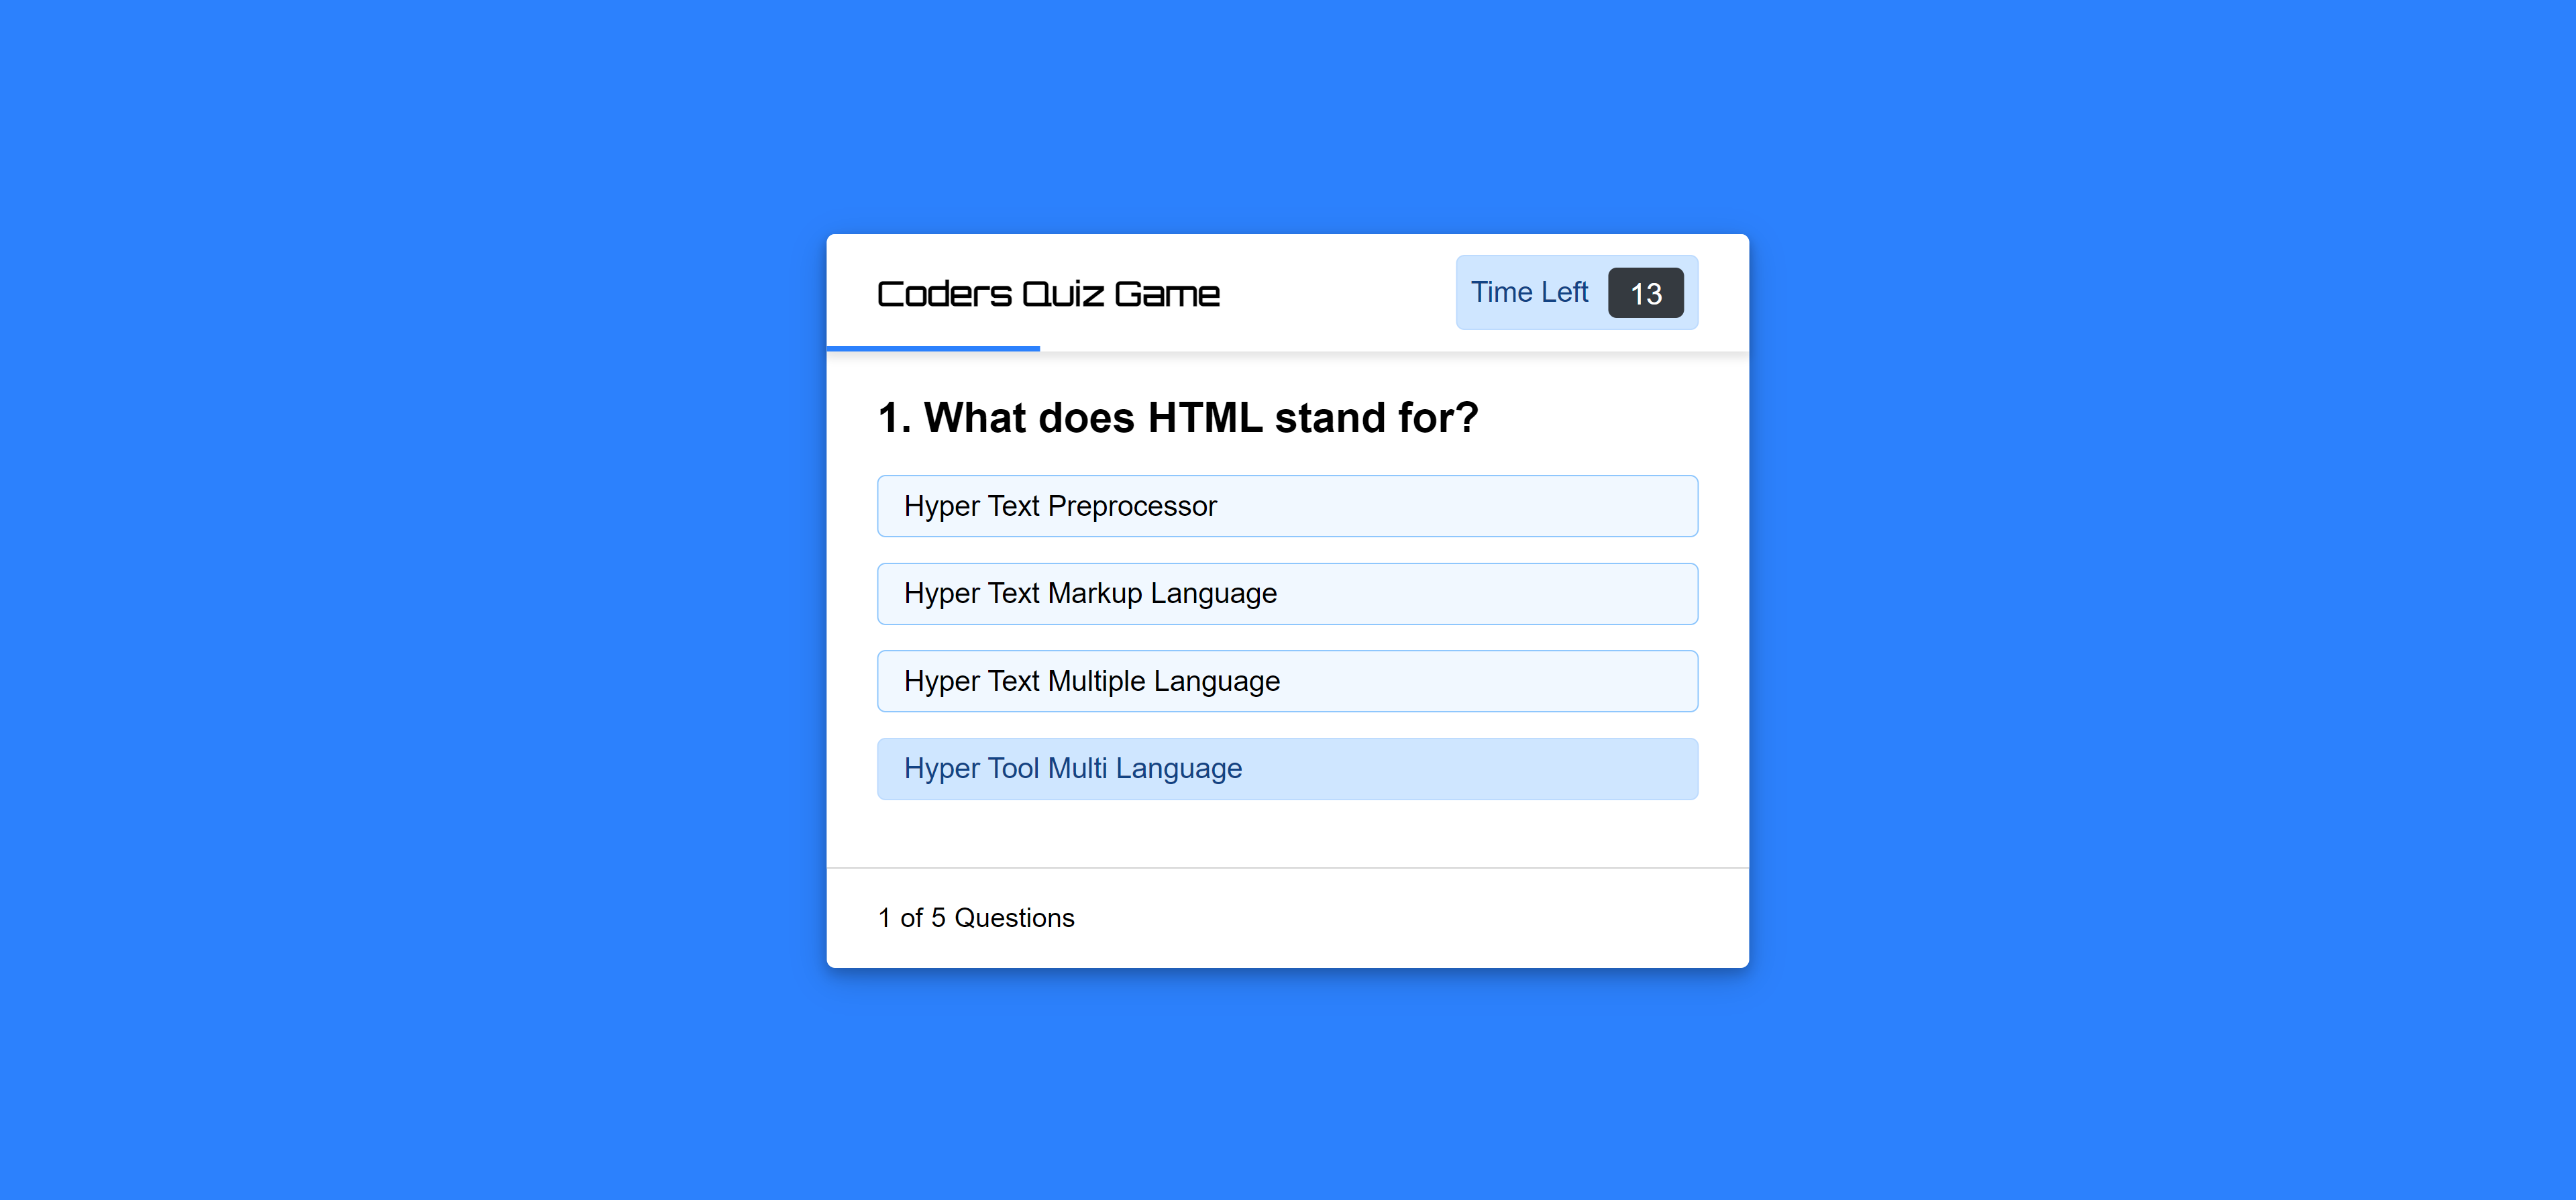 Coders Quiz Game
Time Left 13
1. What does HTML stand for?
Hyper Text Preprocessor
Hyper Text Markup Language
Hyper Text Multiple Language
Hyper Tool Multi Language
1 of 5 Questions